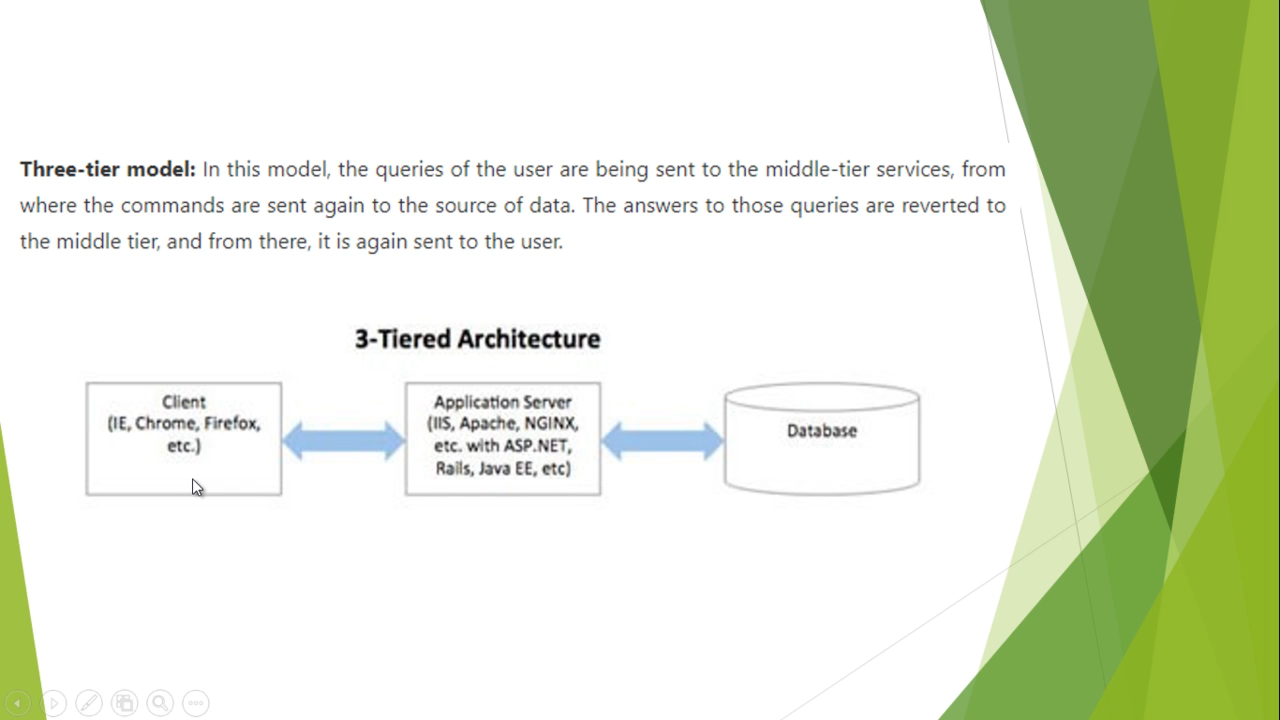 Three-tier model: In this model, the queries of the user are being sent to the middle-tier services, from
where the commands are sent again to the source of data. The answers to those queries are reverted to
the middle tier, and from there, it is again sent to the user.
3-Tiered Architecture
Client
(IE, Chrome, Firefox,
etc.)
Application Server
(IIS, Apache, NGINX,
etc. with ASP.NET,
Rails, Java EE, etc)
Database